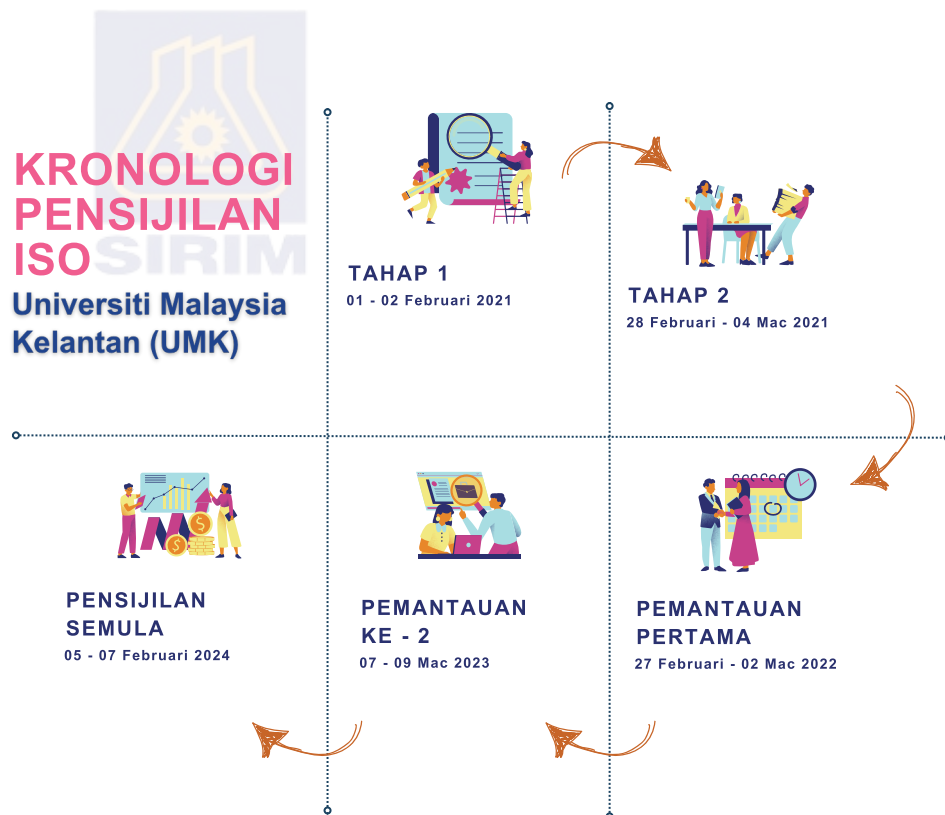 KRONOLOGI
PENSIJILAN
ISO
SIRIM
Universiti Malaysia
Kelantan (UMK)
TAHAP 1
01 - 02 Februari 2021
TAHAP 2
28 Februari - 04 Mac 2021
PEMANTAUAN
PERTAMA
27 Februari - 02 Mac 2022
PEMANTAUAN
KE - 2
07 - 09 Mac 2023
PENSIJILAN
SEMULA
05 - 07 Februari 2024